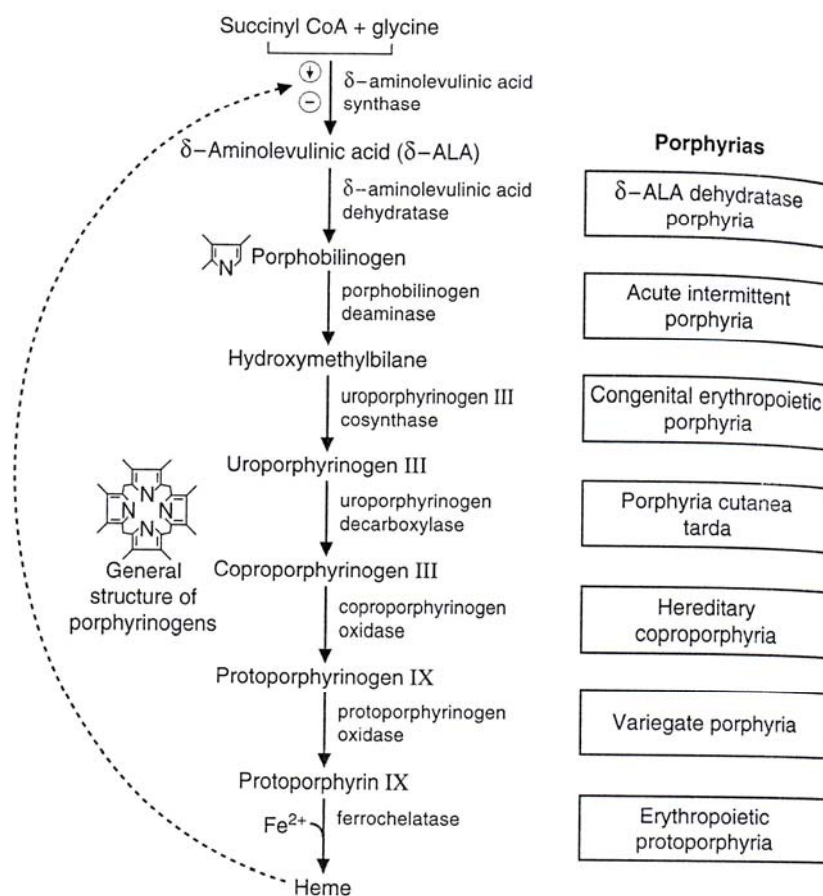 Succinyl CoA + glycine
δ–aminolevulinic acid
synthase
δ–Aminolevulinic acid (δ–ALA)
δ–aminolevulinic acid
dehydratase
N
Porphobilinogen
porphobilinogen
deaminase
Hydroxymethylbilane
uroporphyrinogen III
cosynthase
Uroporphyrinogen III
uroporphyrinogen
decarboxylase
Coproporphyrinogen III
coproporphyrinogen
oxidase
Protoporphyrinogen IX
protoporphyrinogen
oxidase
Protoporphyrin IX
Fe2+
ferrochelatase
Heme
N
N N
N
General
structure of
porphyrinogens
Porphyrias
δ–ALA dehydratase
porphyria
Acute intermittent
porphyria
Congenital erythropoietic
porphyria
Porphyria cutanea
tarda
Hereditary
coproporphyria
Variegate porphyria
Erythropoietic
protoporphyria